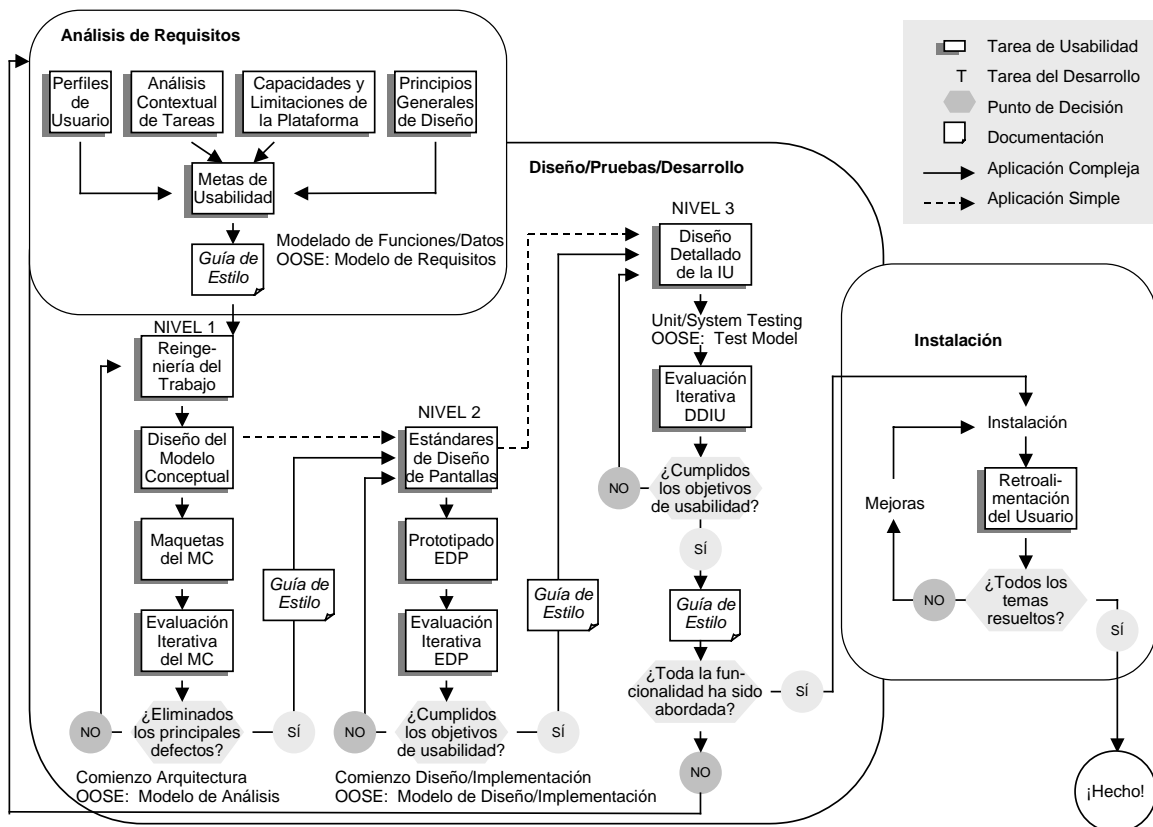 Análisis de Requisitos
Perfiles
de
Usuario
Análisis
Contextual
de Tareas
Capacidades y
Limitaciones de
la Plataforma
Principios
Generales
de Diseño
Metas de
Usabilidad
Guía de
Estilo
Modelado de Funciones/Datos
OOSE: Modelo de Requisitos
Tarea de Usabilidad
T Tarea del Desarrollo
Punto de Decisión
Documentación
Aplicación Compleja
Aplicación Simple
Diseño/Pruebas/Desarrollo
NIVEL 1
Reinge-
niería del
Trabajo
Diseño del
Modelo
Conceptual
Maquetas
del MC
Evaluación
Iterativa
del MC
¿Eliminados
los principales
defectos?
NO
SÍ
Guía de
Estilo
Comienzo Arquitectura
OOSE: Modelo de Análisis
NIVEL 2
Estándares
de Diseño
de Pantallas
Prototipado
EDP
Evaluación
Iterativa
EDP
¿Cumplidos
los objetivos
de usabilidad?
NO
SÍ
Guía de
Estilo
Comienzo Diseño/Implementación
OOSE: Modelo de Diseño/Implementación
NIVEL 3
Diseño
Detallado
de la IU
Unit/System Testing
OOSE: Test Model
Evaluación
Iterativa
DDIU
¿Cumplidos
los objetivos
de usabilidad?
NO
SÍ
Guía de
Estilo
¿Toda la fun-
cionalidad ha sido
abordada?
SÍ
NO
Instalación
Instalación
Mejoras
Retroali-
mentación
del Usuario
¿Todos los
temas
resueltos?
NO
SÍ
¡Hecho!